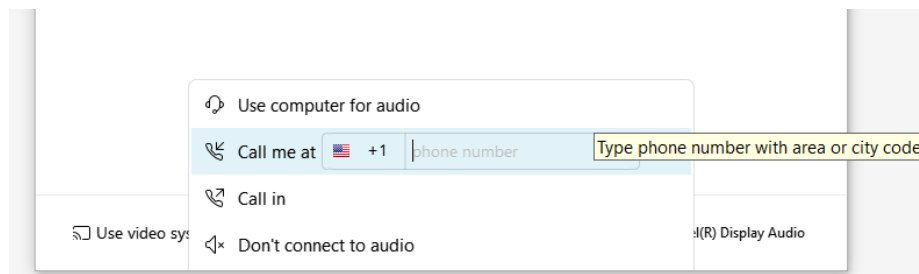 Use computer for audio
Call me at +1 phone number
Type phone number with area or city code
Call in
Use video sys
el(R) Display Audio
Don't connect to audio